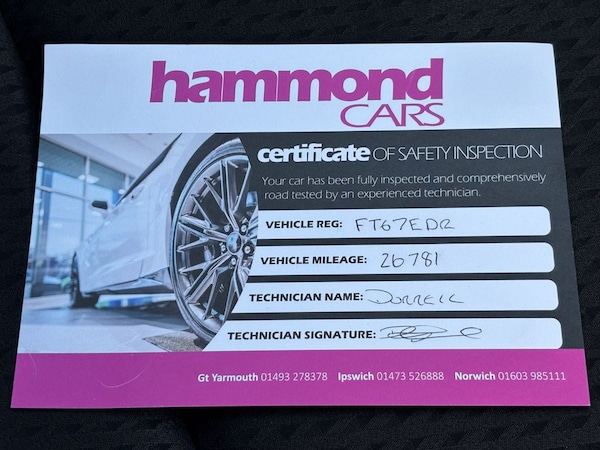 hammond
CARS
certificate OF SAFETY INSPECTION
Your car has been fully inspected and comprehensively
road tested by an experienced technician.
VEHICLE REG: FT67EDR
VEHICLE MILEAGE: 26781
TECHNICIAN NAME: DORRELL
TECHNICIAN SIGNATURE:
Gt Yarmouth 01493 278378 Ipswich 01473 526888 Norwich 01603 985111